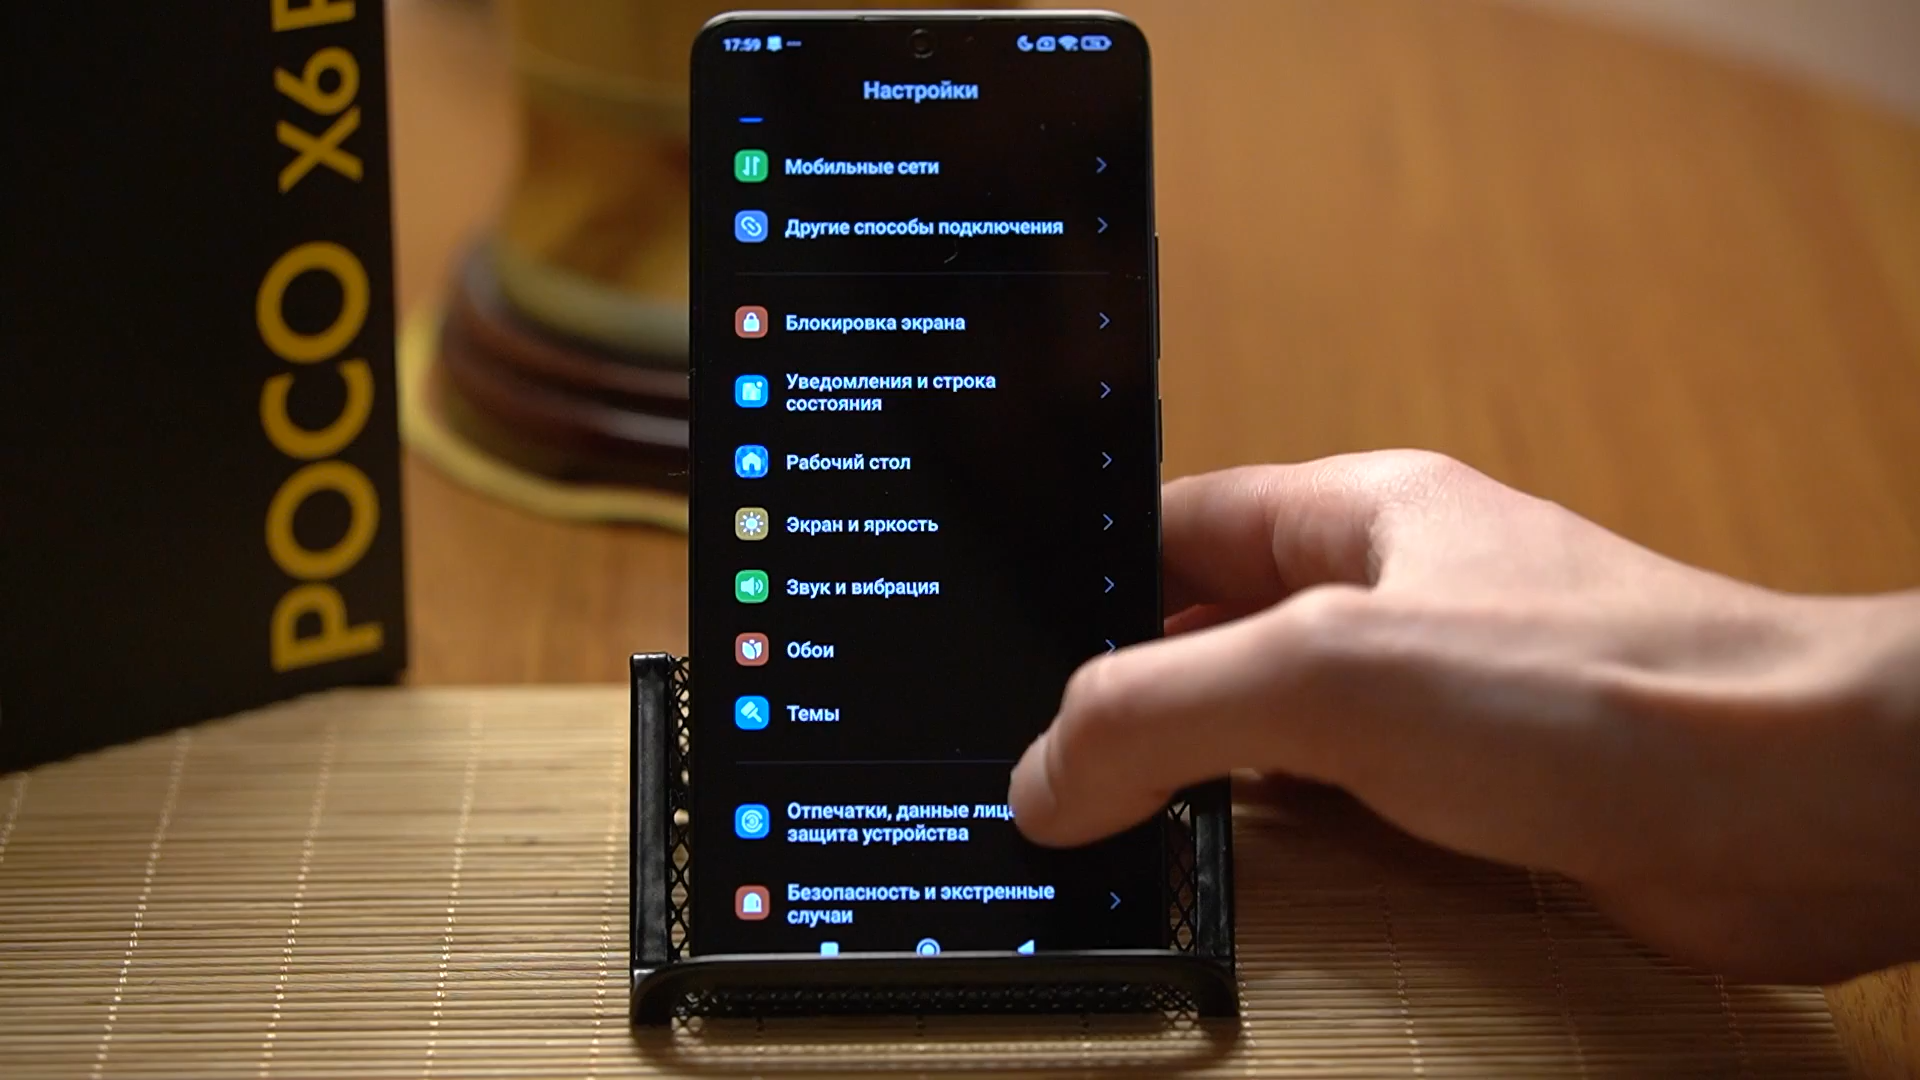 POCO X6
17:59
Настройки
Мобильные сети
Другие способы подключения
Блокировка экрана
Уведомления и строка
состояния
Рабочий стол
Экран и яркость
Звук и вибрация
Обои
Темы
Отпечатки, данные лица
защита устройства
Безопасность и экстренные
случаи